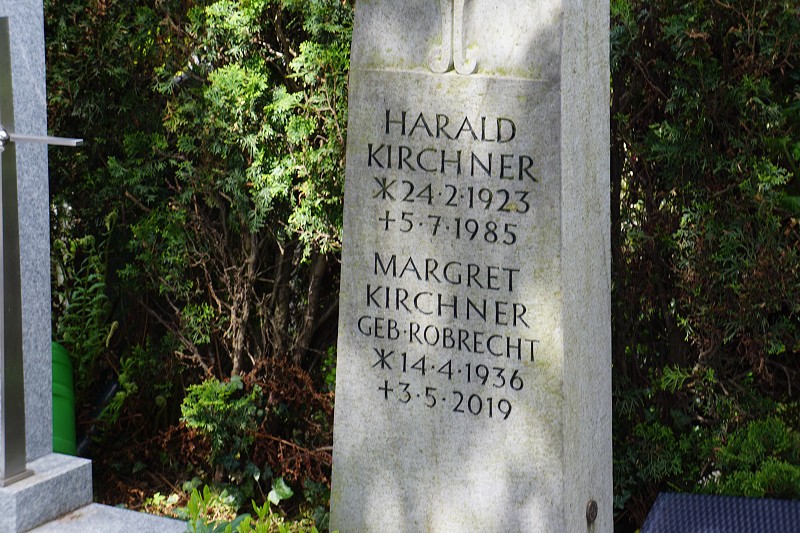 HARALD
KIRCHNER
*24·2·1923
+5·7·1985
MARGRET
KIRCHNER
GEB·ROBRECHT
*14·4·1936
+3·5·2019